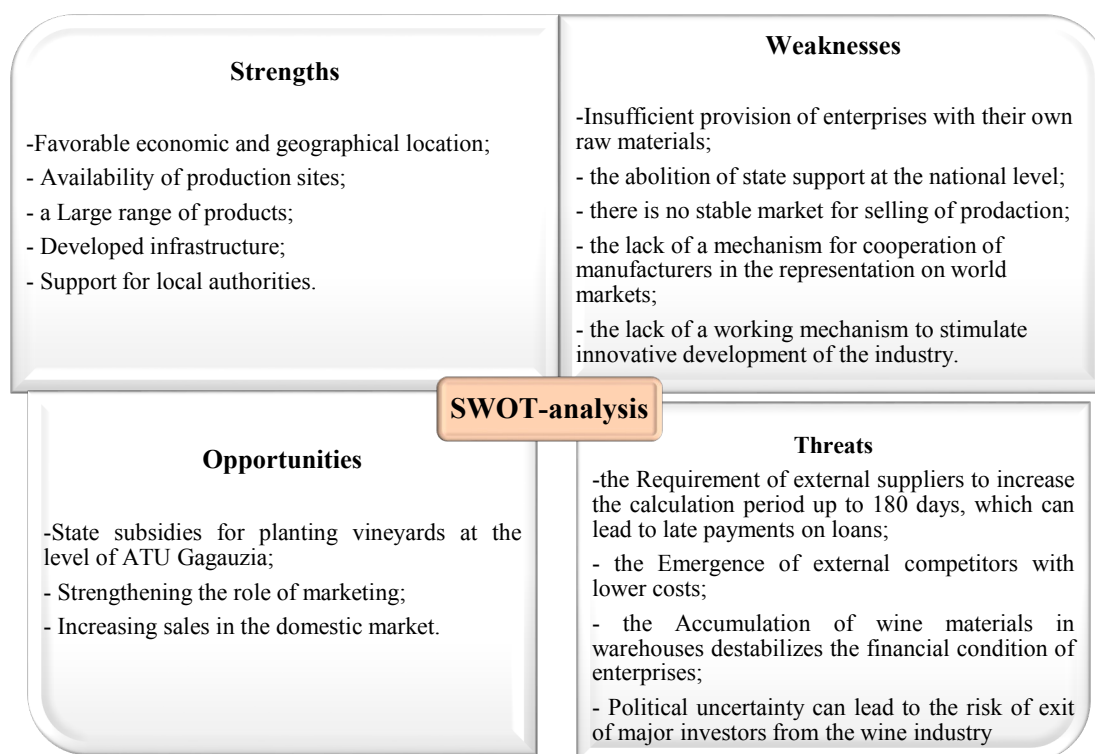 Strengths
-Favorable economic and geographical location;
- Availability of production sites;
- a Large range of products;
- Developed infrastructure;
- Support for local authorities.
Weaknesses
-Insufficient provision of enterprises with their own
raw materials;
- the abolition of state support at the national level;
- there is no stable market for selling of prodaction;
- the lack of a mechanism for cooperation of
manufacturers in the representation on world
markets;
- the lack of a working mechanism to stimulate
innovative development of the industry.
SWOT-analysis
Opportunities
-State subsidies for planting vineyards at the
level of ATU Gagauzia;
- Strengthening the role of marketing;
- Increasing sales in the domestic market.
Threats
-the Requirement of external suppliers to increase
the calculation period up to 180 days, which can
lead to late payments on loans;
- the Emergence of external competitors with
lower costs;
- the Accumulation of wine materials in
warehouses destabilizes the financial condition of
enterprises;
- Political uncertainty can lead to the risk of exit
of major investors from the wine industry